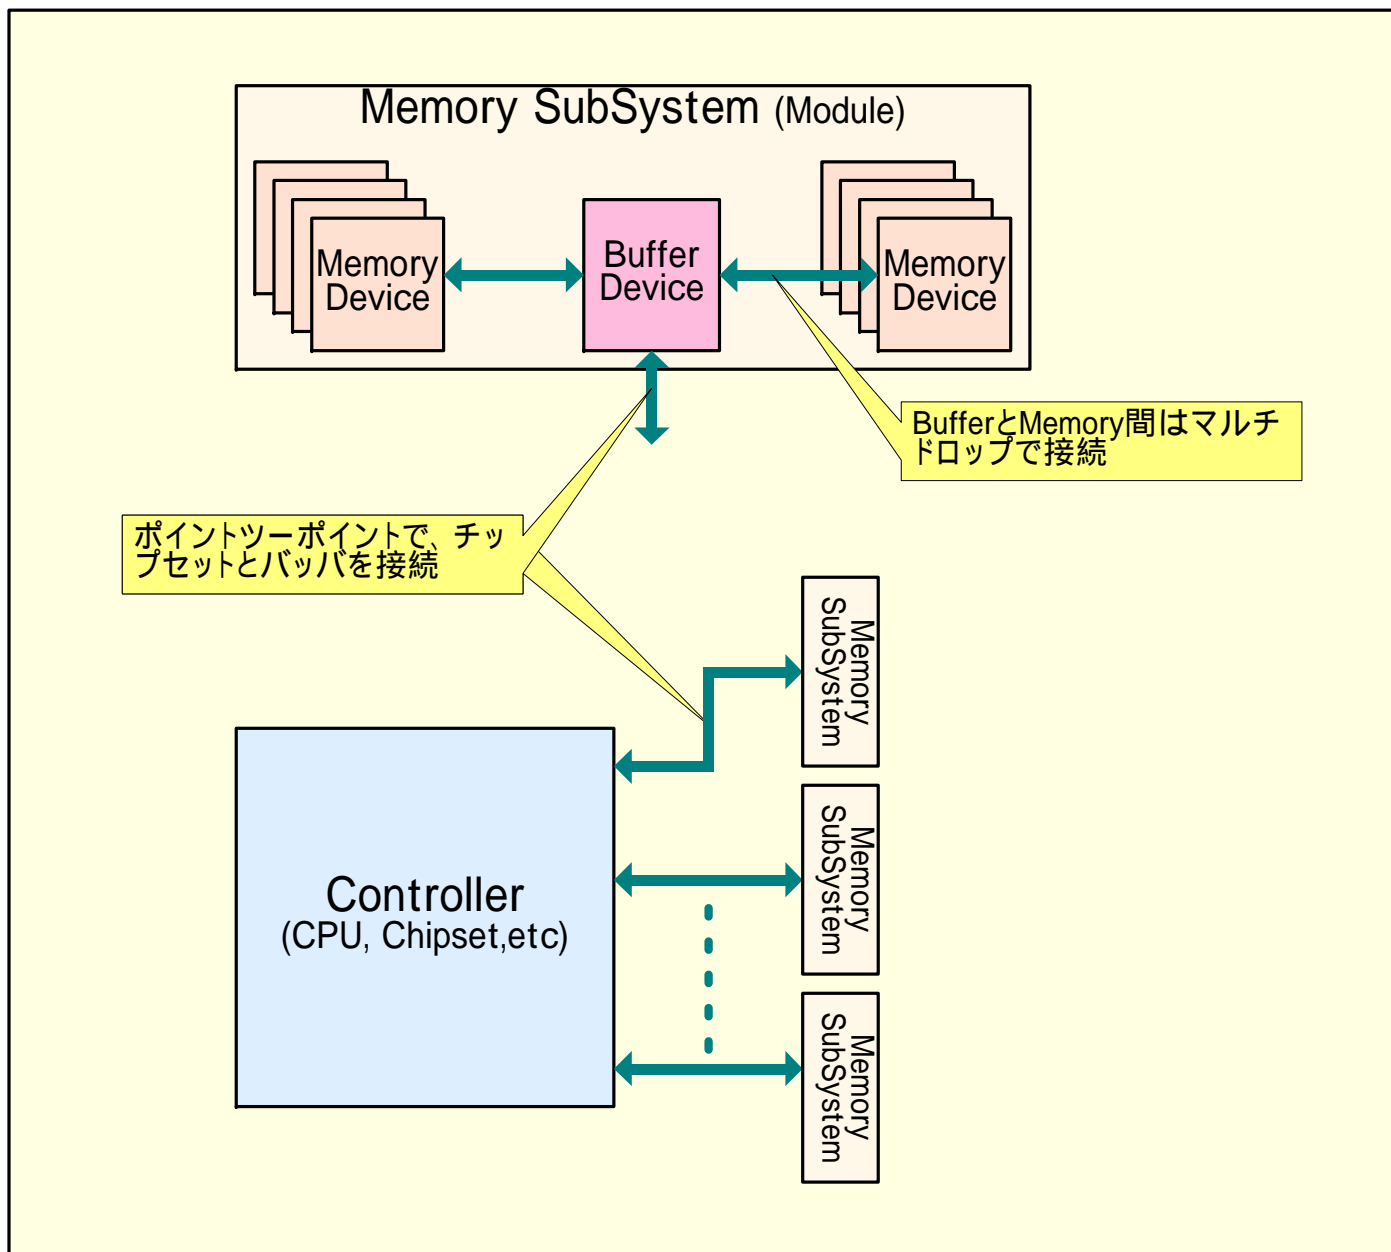 Memory SubSystem (Module)
Memory
Device
Buffer
Device
Memory
Device
BufferとMemory間はマルチ
ドロップで接続
ポイントツーポイントで、チッ
プセットとバッバを接続
Memory
SubSystem
Controller
(CPU, Chipset,etc)
Memory
SubSystem
Memory
SubSystem